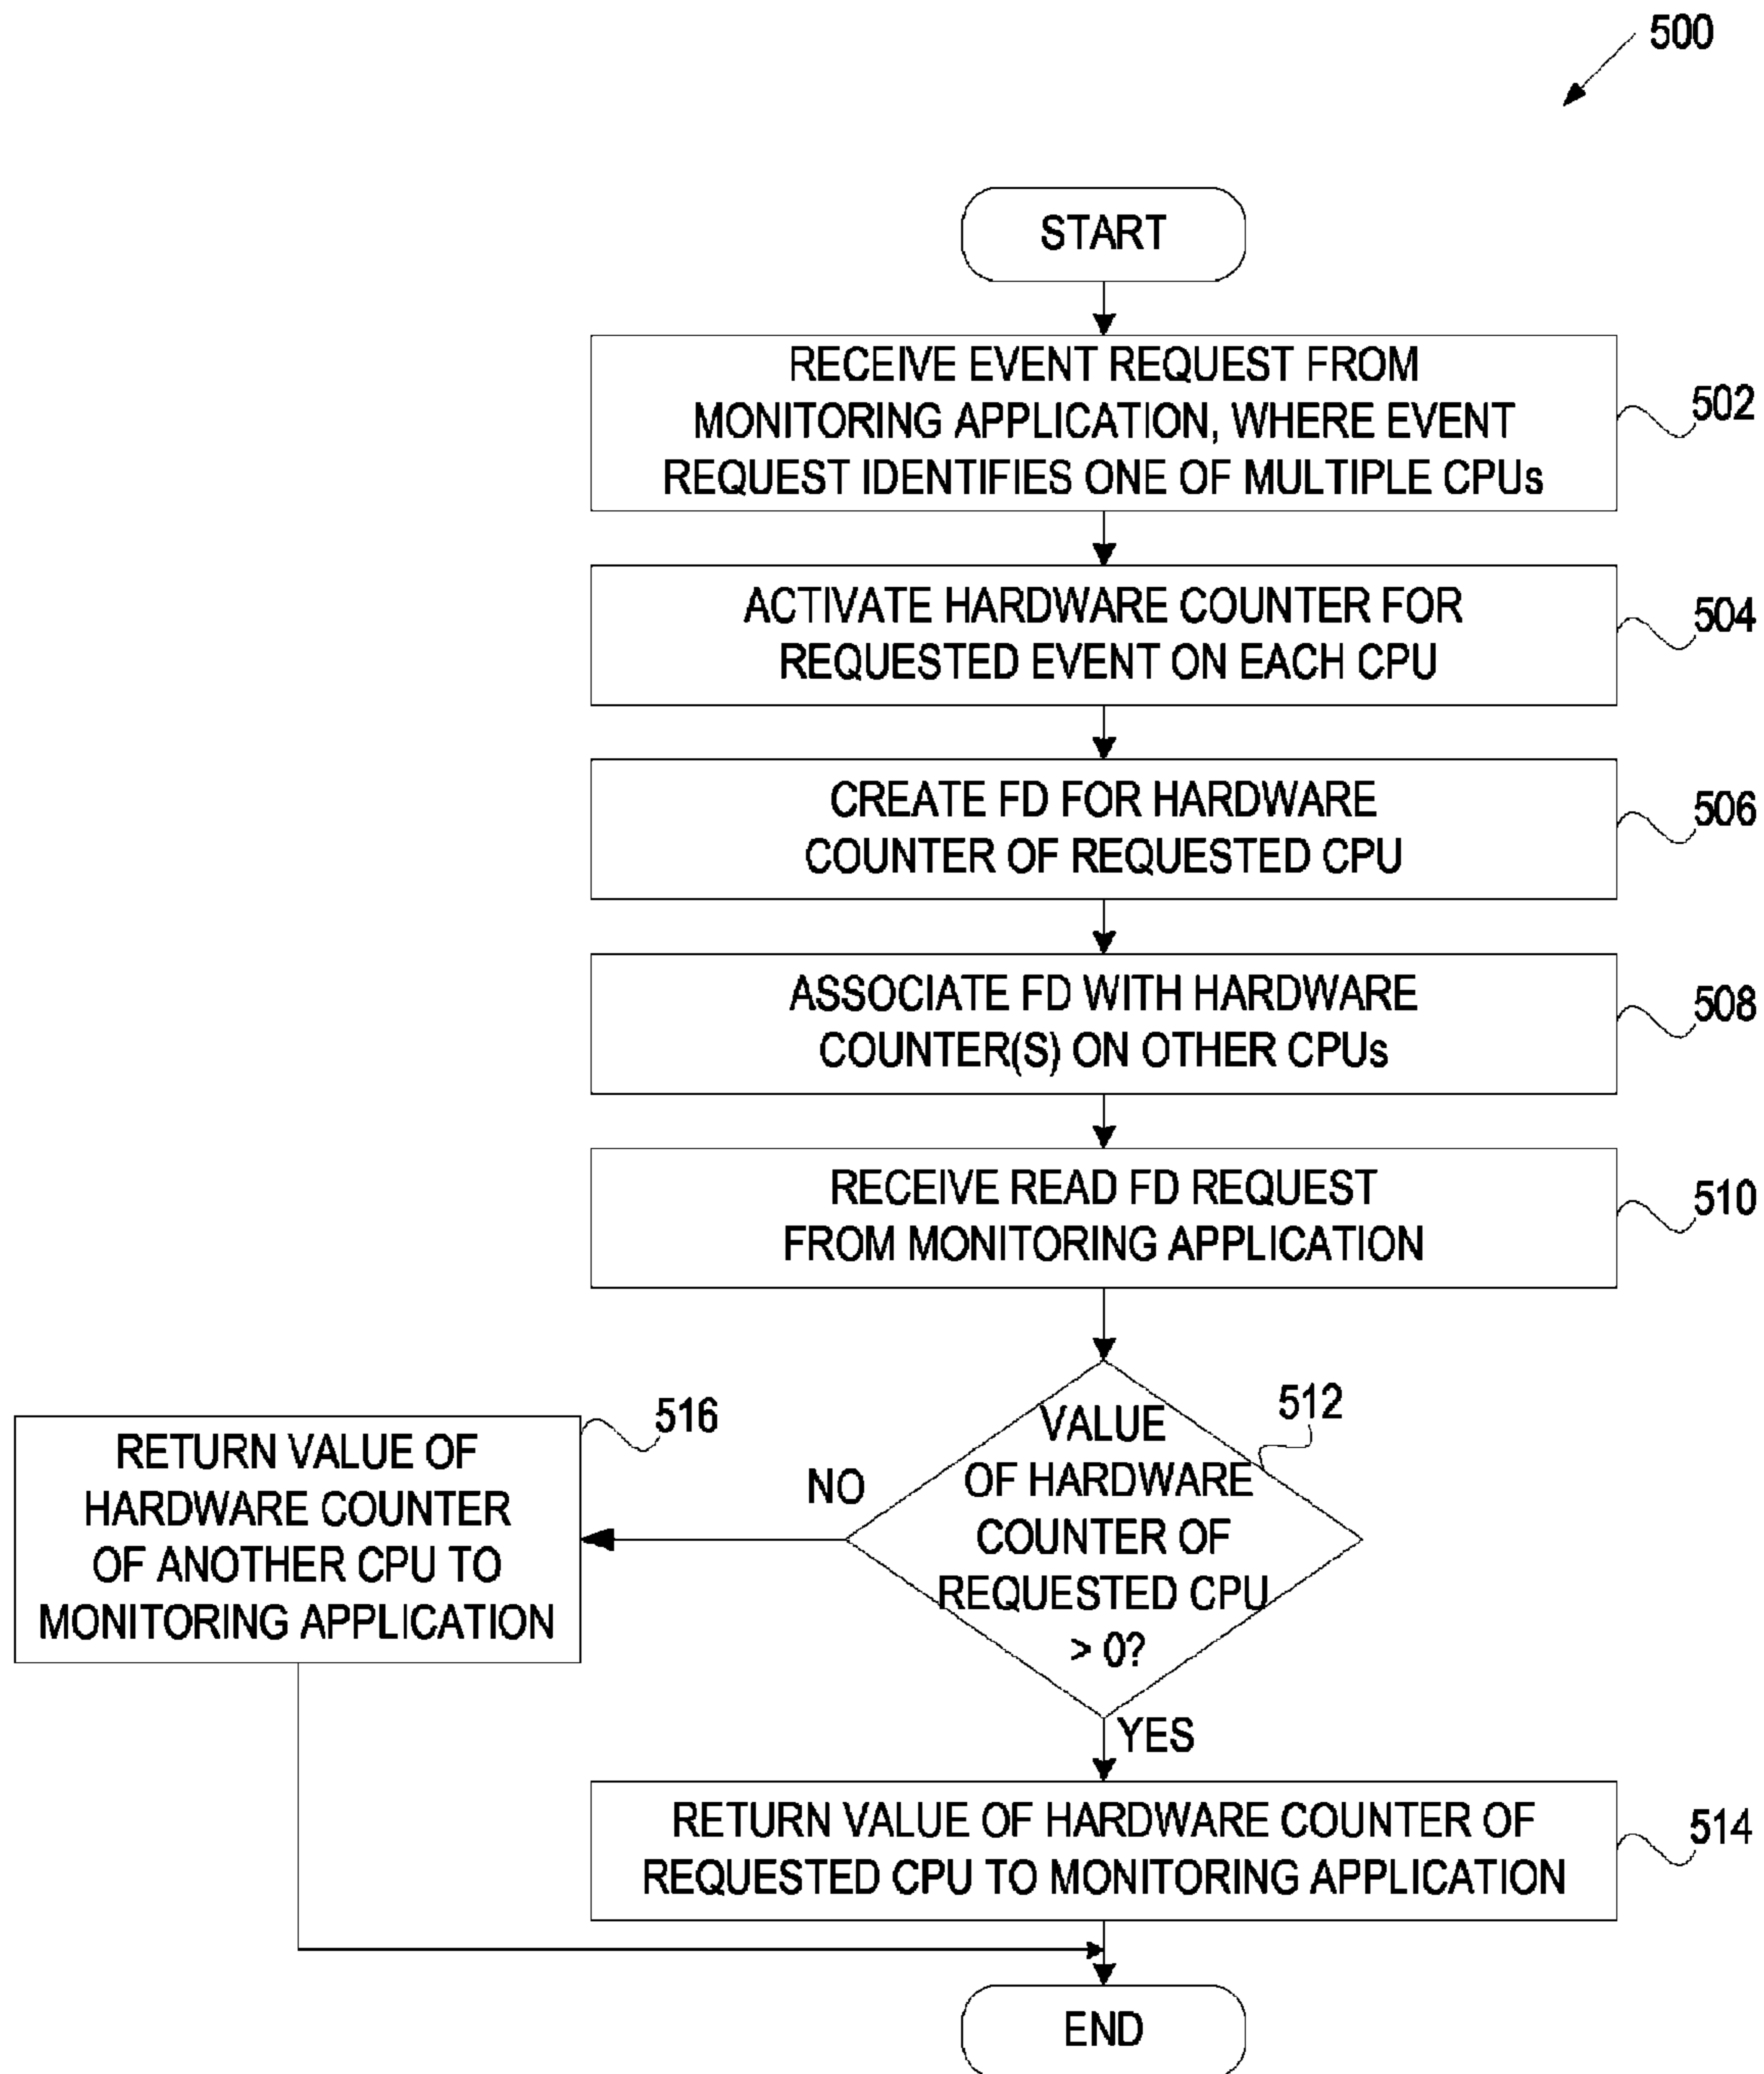 500
START
RECEIVE EVENT REQUEST FROM
MONITORING APPLICATION, WHERE EVENT
REQUEST IDENTIFIES ONE OF MULTIPLE CPUs
502
ACTIVATE HARDWARE COUNTER FOR
REQUESTED EVENT ON EACH CPU
504
CREATE FD FOR HARDWARE
COUNTER OF REQUESTED CPU
506
ASSOCIATE FD WITH HARDWARE
COUNTER(S) ON OTHER CPUs
508
RECEIVE READ FD REQUEST
FROM MONITORING APPLICATION
510
VALUE
OF HARDWARE
COUNTER OF
REQUESTED CPU
> 0?
512
NO
RETURN VALUE OF
HARDWARE COUNTER
OF ANOTHER CPU TO
MONITORING APPLICATION
516
YES
RETURN VALUE OF HARDWARE COUNTER OF
REQUESTED CPU TO MONITORING APPLICATION
514
END